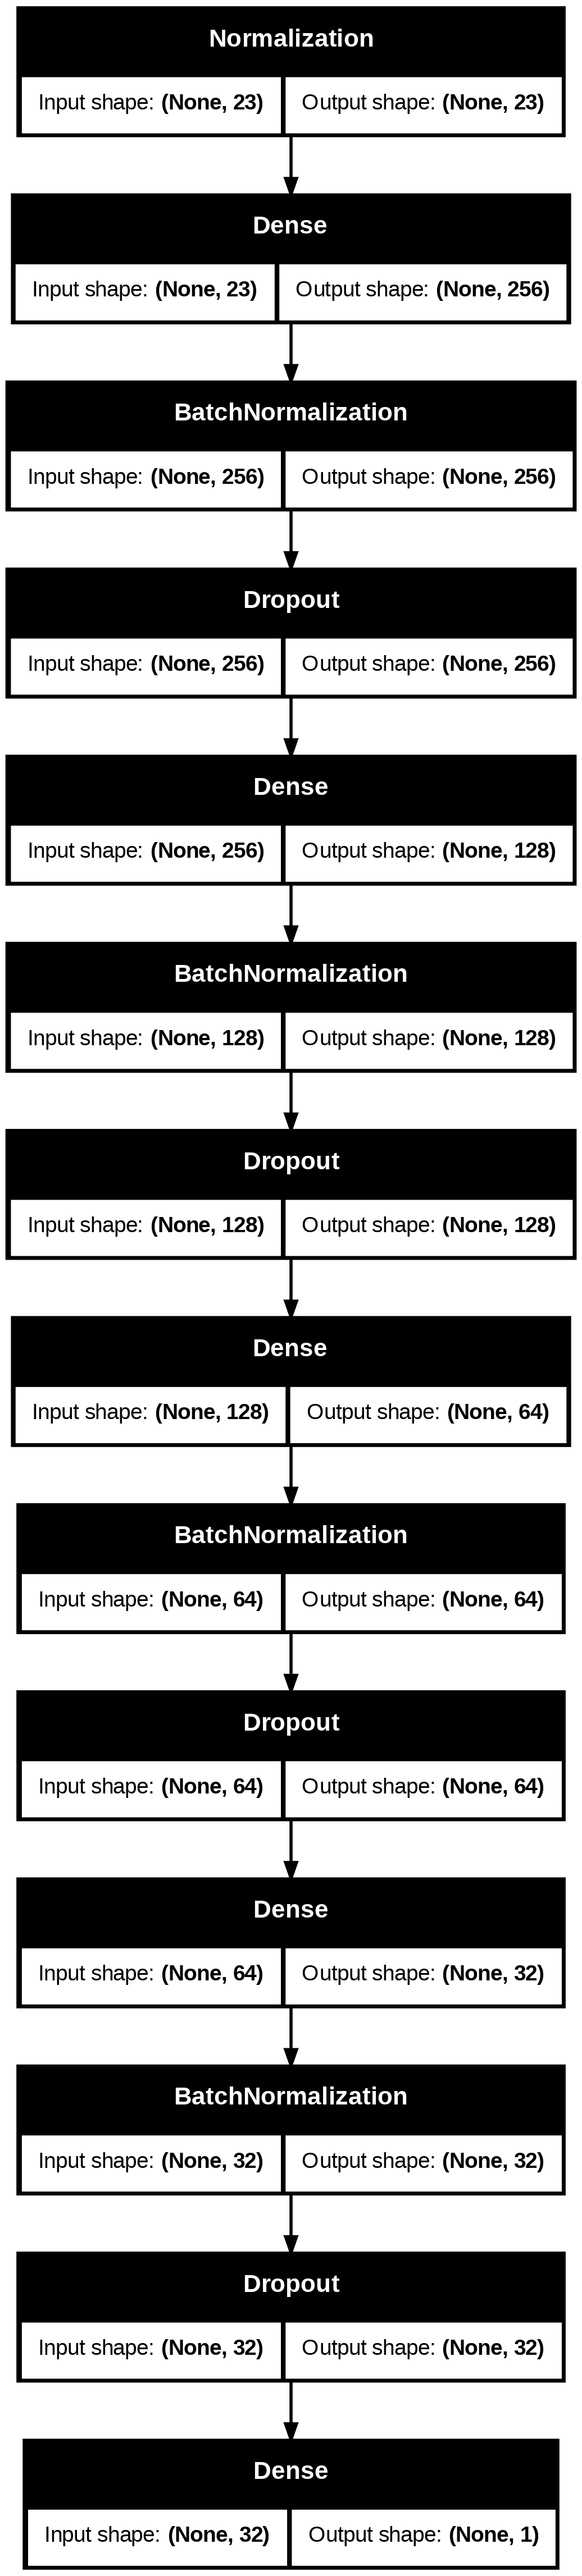 Normalization
Input shape: (None, 23) Output shape: (None, 23)
Dense
Input shape: (None, 23) Output shape: (None, 256)
BatchNormalization
Input shape: (None, 256) Output shape: (None, 256)
Dropout
Input shape: (None, 256) Output shape: (None, 256)
Dense
Input shape: (None, 256) Output shape: (None, 128)
BatchNormalization
Input shape: (None, 128) Output shape: (None, 128)
Dropout
Input shape: (None, 128) Output shape: (None, 128)
Dense
Input shape: (None, 128) Output shape: (None, 64)
BatchNormalization
Input shape: (None, 64) Output shape: (None, 64)
Dropout
Input shape: (None, 64) Output shape: (None, 64)
Dense
Input shape: (None, 64) Output shape: (None, 32)
BatchNormalization
Input shape: (None, 32) Output shape: (None, 32)
Dropout
Input shape: (None, 32) Output shape: (None, 32)
Dense
Input shape: (None, 32) Output shape: (None, 1)